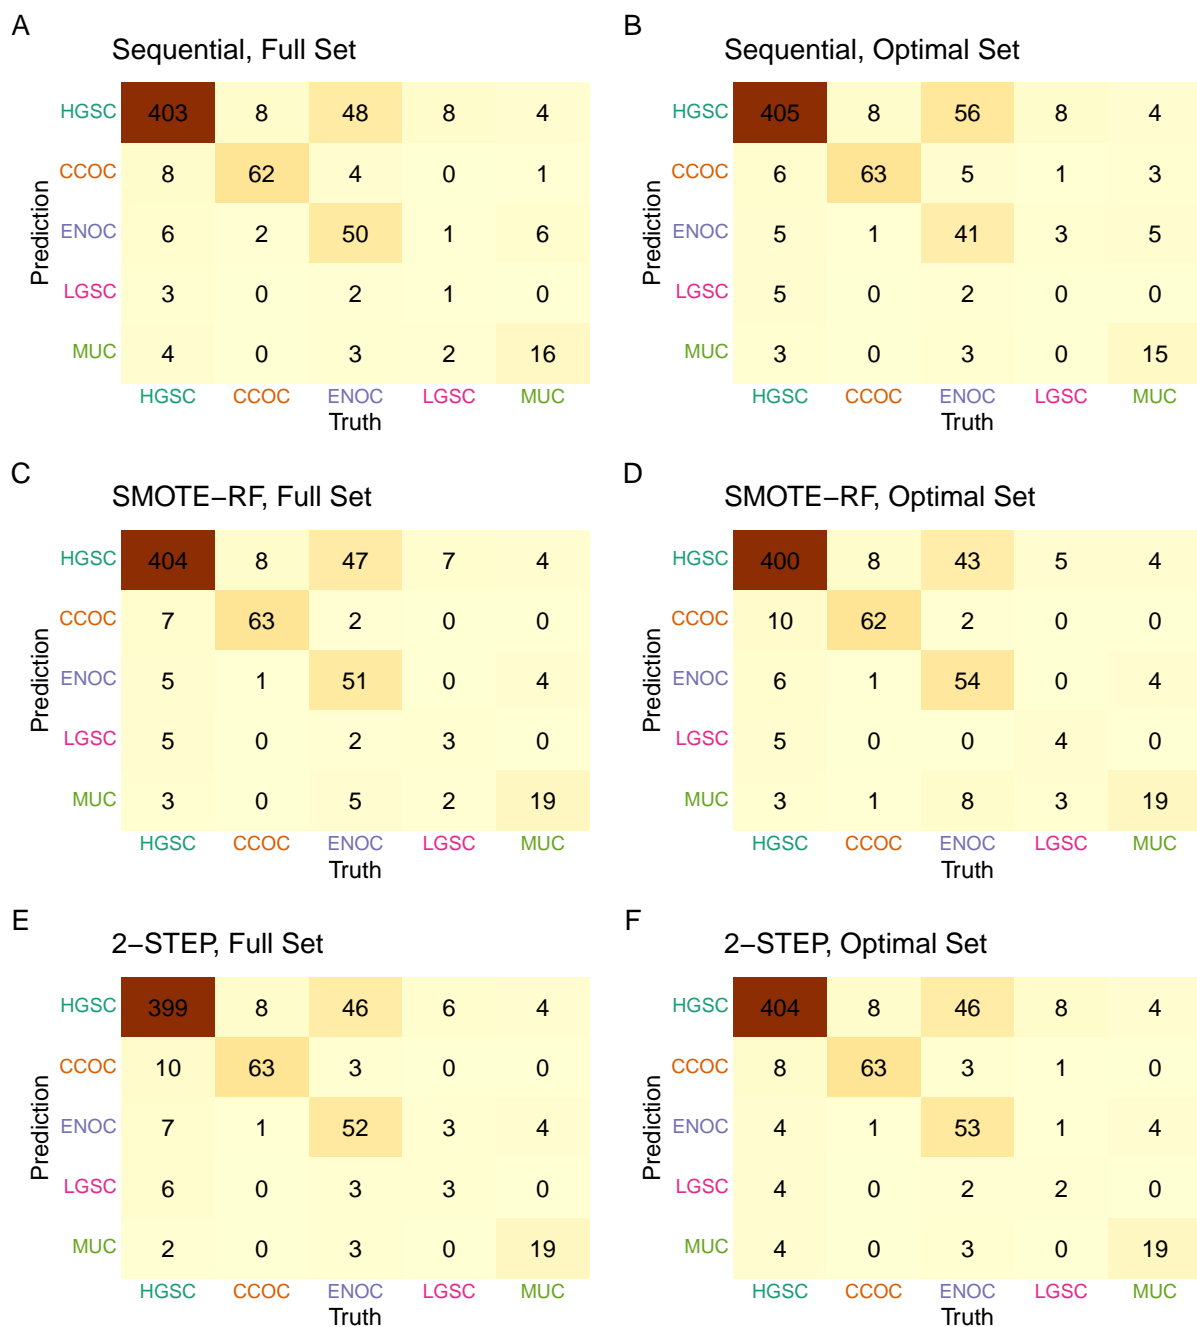 A
Sequential, Full Set
Prediction
HGSC 403 8 48 8 4
CCOC 8 62 4 0 1
ENOC 6 2 50 1 6
LGSC 3 0 2 1 0
MUC 4 0 3 2 16
HGSC CCOC ENOC LGSC MUC
Truth
B
Sequential, Optimal Set
Prediction
HGSC 405 8 56 8 4
CCOC 6 63 5 1 3
ENOC 5 1 41 3 5
LGSC 5 0 2 0 0
MUC 3 0 3 0 15
HGSC CCOC ENOC LGSC MUC
Truth
C
SMOTE−RF, Full Set
Prediction
HGSC 404 8 47 7 4
CCOC 7 63 2 0 0
ENOC 5 1 51 0 4
LGSC 5 0 2 3 0
MUC 3 0 5 2 19
HGSC CCOC ENOC LGSC MUC
Truth
D
SMOTE−RF, Optimal Set
Prediction
HGSC 400 8 43 5 4
CCOC 10 62 2 0 0
ENOC 6 1 54 0 4
LGSC 5 0 0 4 0
MUC 3 1 8 3 19
HGSC CCOC ENOC LGSC MUC
Truth
E
2−STEP, Full Set
Prediction
HGSC 399 8 46 6 4
CCOC 10 63 3 0 0
ENOC 7 1 52 3 4
LGSC 6 0 3 3 0
MUC 2 0 3 0 19
HGSC CCOC ENOC LGSC MUC
Truth
F
2−STEP, Optimal Set
Prediction
HGSC 404 8 46 8 4
CCOC 8 63 3 1 0
ENOC 4 1 53 1 4
LGSC 4 0 2 2 0
MUC 4 0 3 0 19
HGSC CCOC ENOC LGSC MUC
Truth